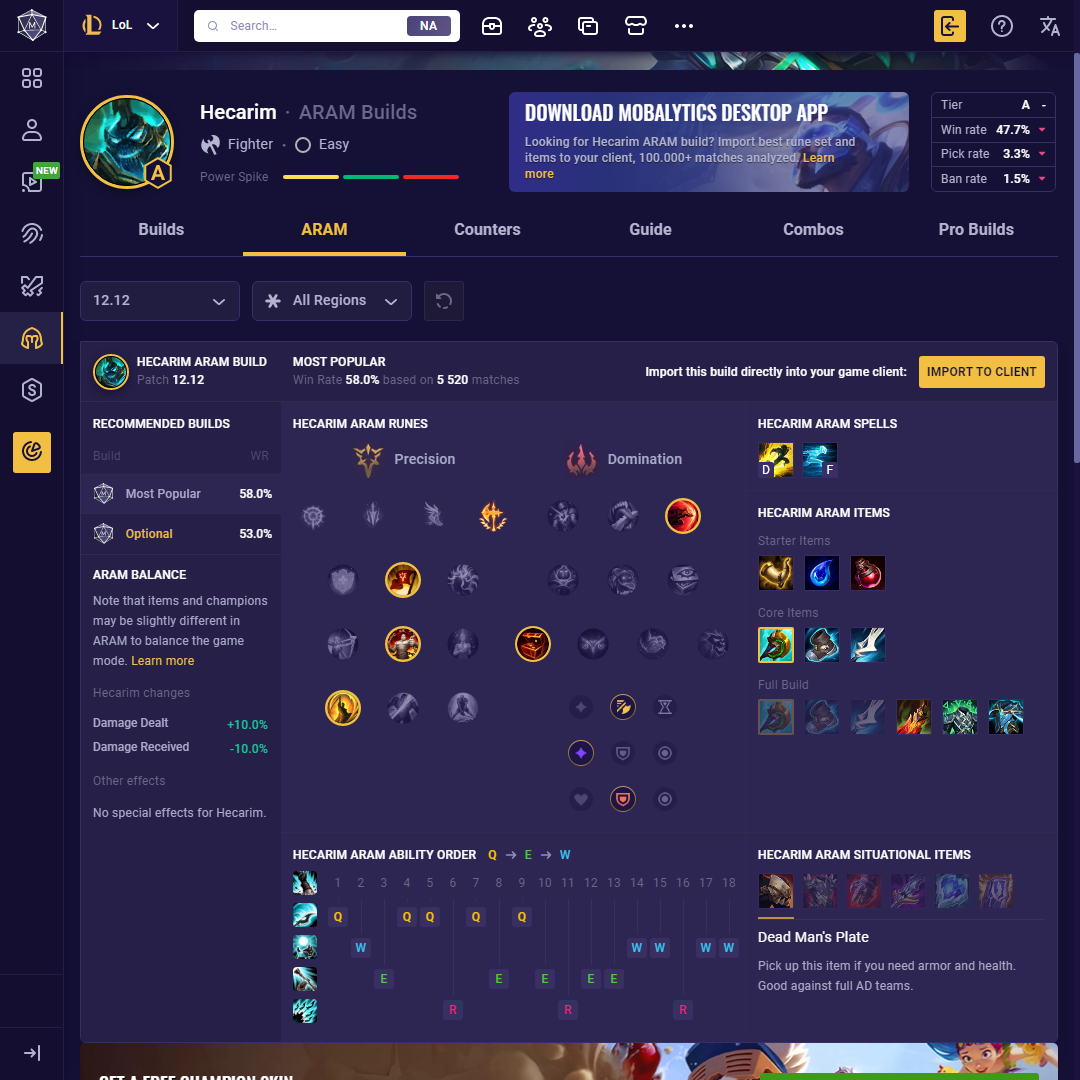 LoL
Search...
NA
NEW
Hecarim · ARAM Builds
Fighter · Easy
Power Spike
A
DOWNLOAD MOBALYTICS DESKTOP APP
Looking for Hecarim ARAM build? Import best rune set and
items to your client, 100.000+ matches analyzed. Learn
more
Tier A -
Win rate 47.7%
Pick rate 3.3%
Ban rate 1.5%
Builds
ARAM
Counters
Guide
Combos
Pro Builds
12.12
All Regions
HECARIM ARAM BUILD
Patch 12.12
MOST POPULAR
Win Rate 58.0% based on 5 520 matches
Import this build directly into your game client:
IMPORT TO CLIENT
RECOMMENDED BUILDS
Build WR
Most Popular 58.0%
Optional 53.0%
ARAM BALANCE
Note that items and champions
may be slightly different in
ARAM to balance the game
mode. Learn more
Hecarim changes
Damage Dealt +10.0%
Damage Received -10.0%
Other effects
No special effects for Hecarim.
HECARIM ARAM RUNES
Precision
Domination
HECARIM ARAM SPELLS
D
F
HECARIM ARAM ITEMS
Starter Items
Core Items
Full Build
HECARIM ARAM ABILITY ORDER Q → E → W
1 2 3 4 5 6 7 8 9 10 11 12 13 14 15 16 17 18
Q Q Q Q Q
W W W W W
E E E E E
R R R
HECARIM ARAM SITUATIONAL ITEMS
Dead Man's Plate
Pick up this item if you need armor and health.
Good against full AD teams.
GET A FREE CHAMPION SKIN